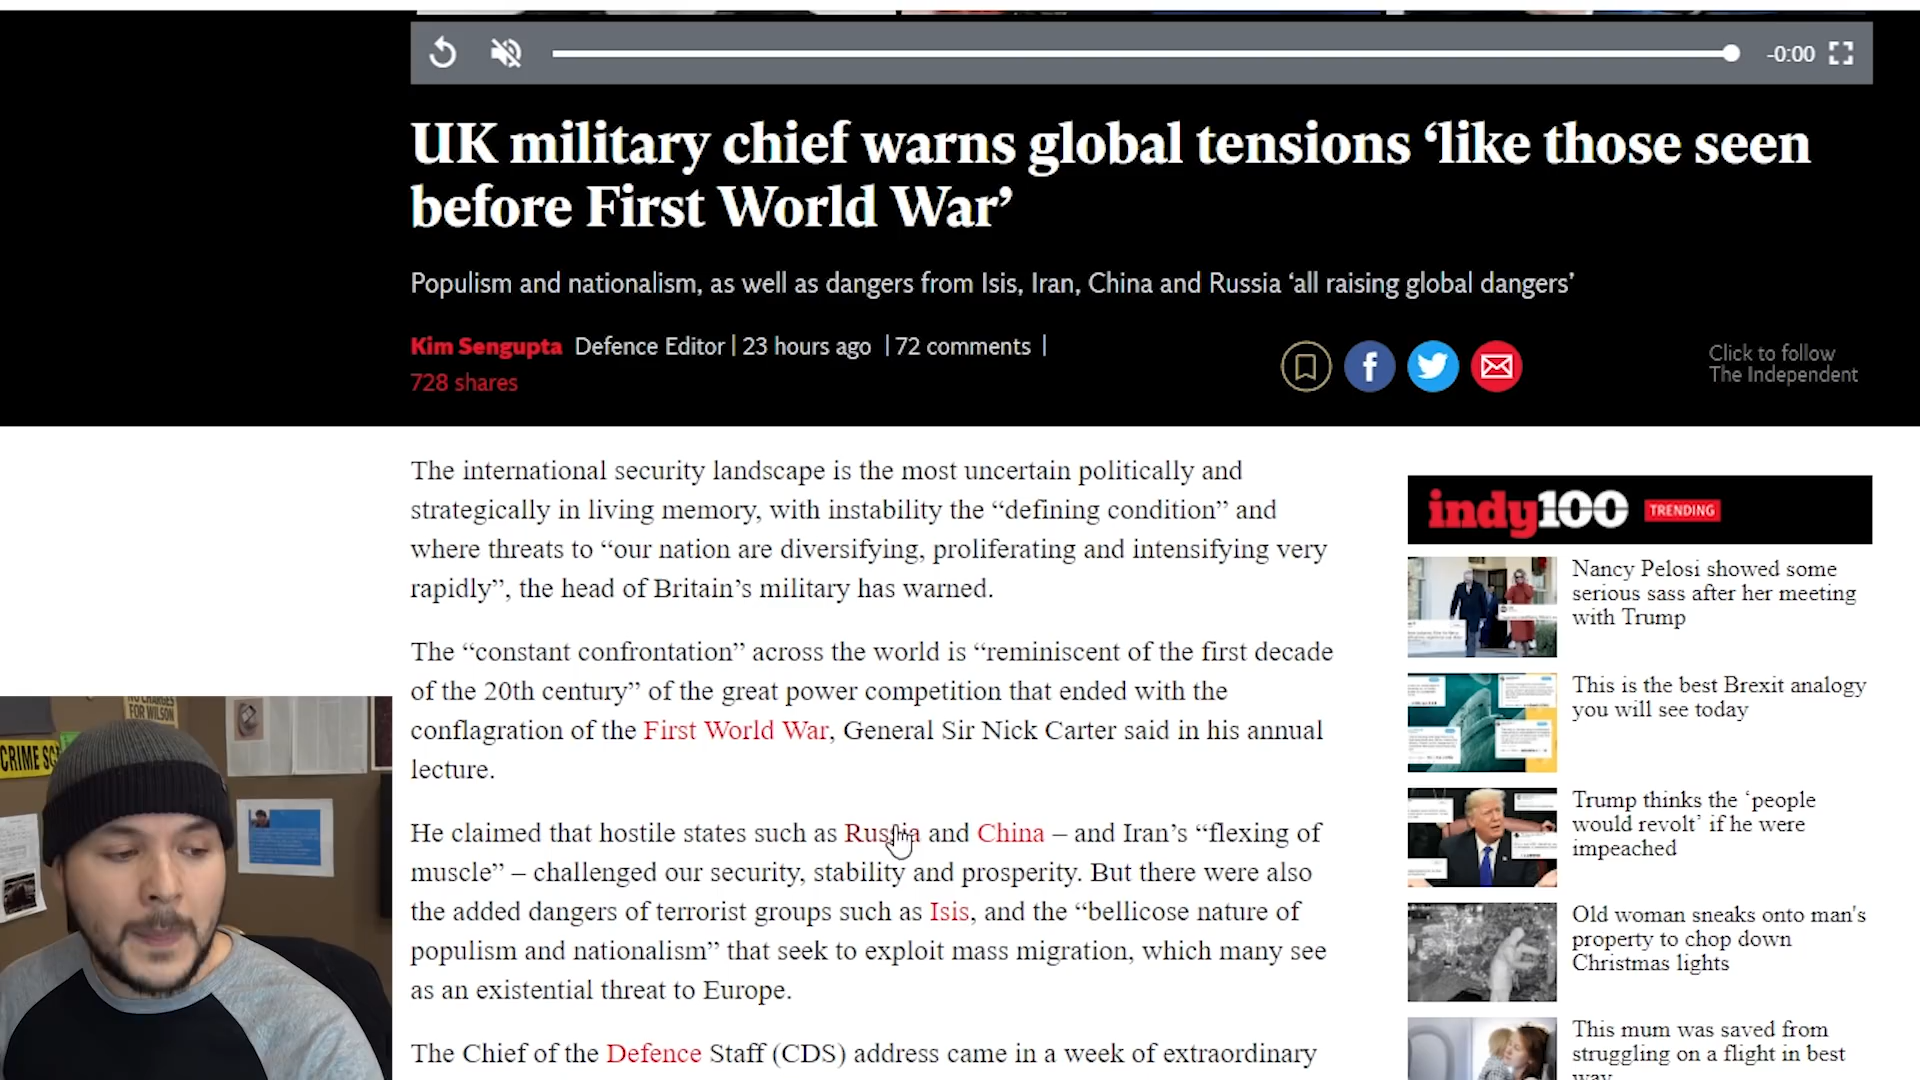 -0:00
UK military chief warns global tensions ‘like those seen
before First World War’
Populism and nationalism, as well as dangers from Isis, Iran, China and Russia ‘all raising global dangers’
Kim Sengupta Defence Editor | 23 hours ago | 72 comments |
728 shares
Click to follow
The Independent
The international security landscape is the most uncertain politically and
strategically in living memory, with instability the “defining condition” and
where threats to “our nation are diversifying, proliferating and intensifying very
rapidly”, the head of Britain’s military has warned.
The “constant confrontation” across the world is “reminiscent of the first decade
of the 20th century” of the great power competition that ended with the
conflagration of the First World War, General Sir Nick Carter said in his annual
lecture.
He claimed that hostile states such as Russia and China – and Iran’s “flexing of
muscle” – challenged our security, stability and prosperity. But there were also
the added dangers of terrorist groups such as Isis, and the “bellicose nature of
populism and nationalism” that seek to exploit mass migration, which many see
as an existential threat to Europe.
The Chief of the Defence Staff (CDS) address came in a week of extraordinary
indy100 TRENDING
Nancy Pelosi showed some
serious sass after her meeting
with Trump
This is the best Brexit analogy
you will see today
Trump thinks the ‘people
would revolt’ if he were
impeached
Old woman sneaks onto man's
property to chop down
Christmas lights
This mum was saved from
struggling on a flight in best
way
NO CHARGES
FOR WILSON
CRIME SC